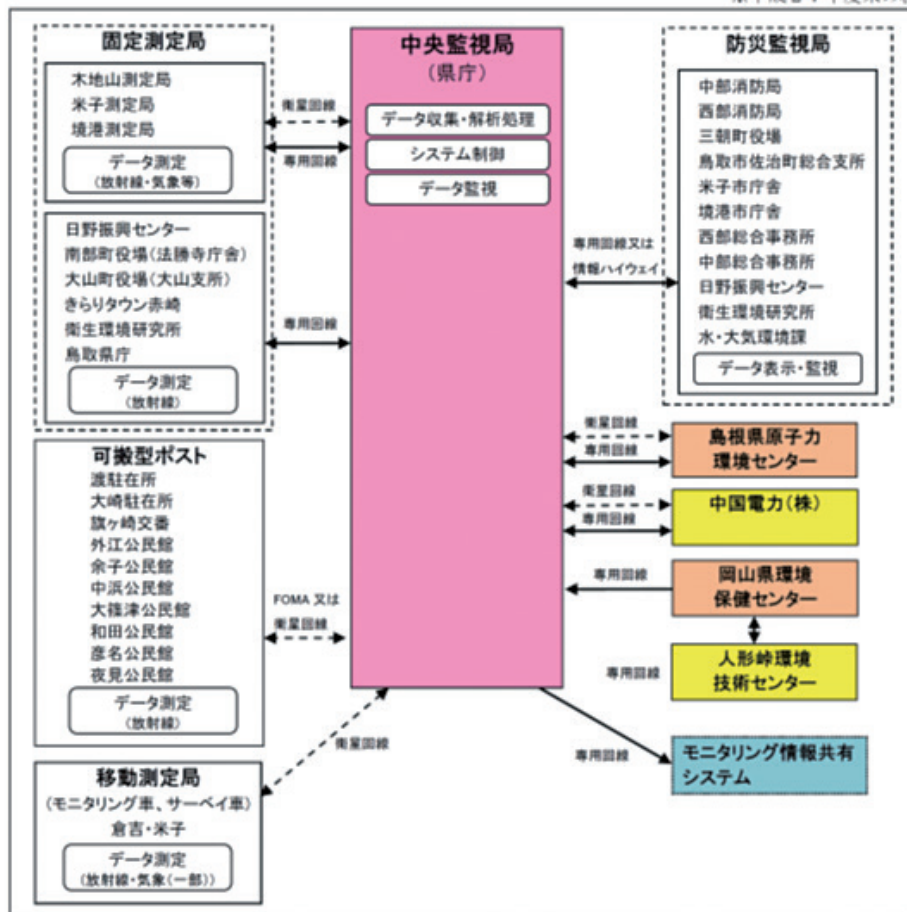 固定測定局
木地山測定局
米子測定局
境港測定局
データ測定
(放射線・気象等)
日野振興センター
南部町役場(法勝寺庁舎)
大山町役場(大山支所)
きらりタウン赤碕
衛生環境研究所
鳥取県庁
データ測定
(放射線)
可搬型ポスト
渡駐在所
大崎駐在所
旗ヶ崎交番
外江公民館
余子公民館
中浜公民館
大篠津公民館
和田公民館
彦名公民館
夜見公民館
データ測定
(放射線)
移動測定局
(モニタリング車、サーベイ車)
倉吉・米子
データ測定
(放射線・気象(一部))
衛星回線
専用回線
専用回線
FOMA 又は
衛星回線
衛星回線
中央監視局
(県庁)
データ収集・解析処理
システム制御
データ監視
専用回線又は
情報ハイウェイ
衛星回線
専用回線
衛星回線
専用回線
専用回線
専用回線
専用回線
防災監視局
中部消防局
西部消防局
三朝町役場
鳥取市佐治町総合支所
米子市庁舎
境港市庁舎
西部総合事務所
中部総合事務所
日野振興センター
衛生環境研究所
水・大気環境課
データ表示・監視
島根県原子力
環境センター
中国電力(株)
岡山県環境
保健センター
人形峠環境
技術センター
モニタリング情報共有
システム